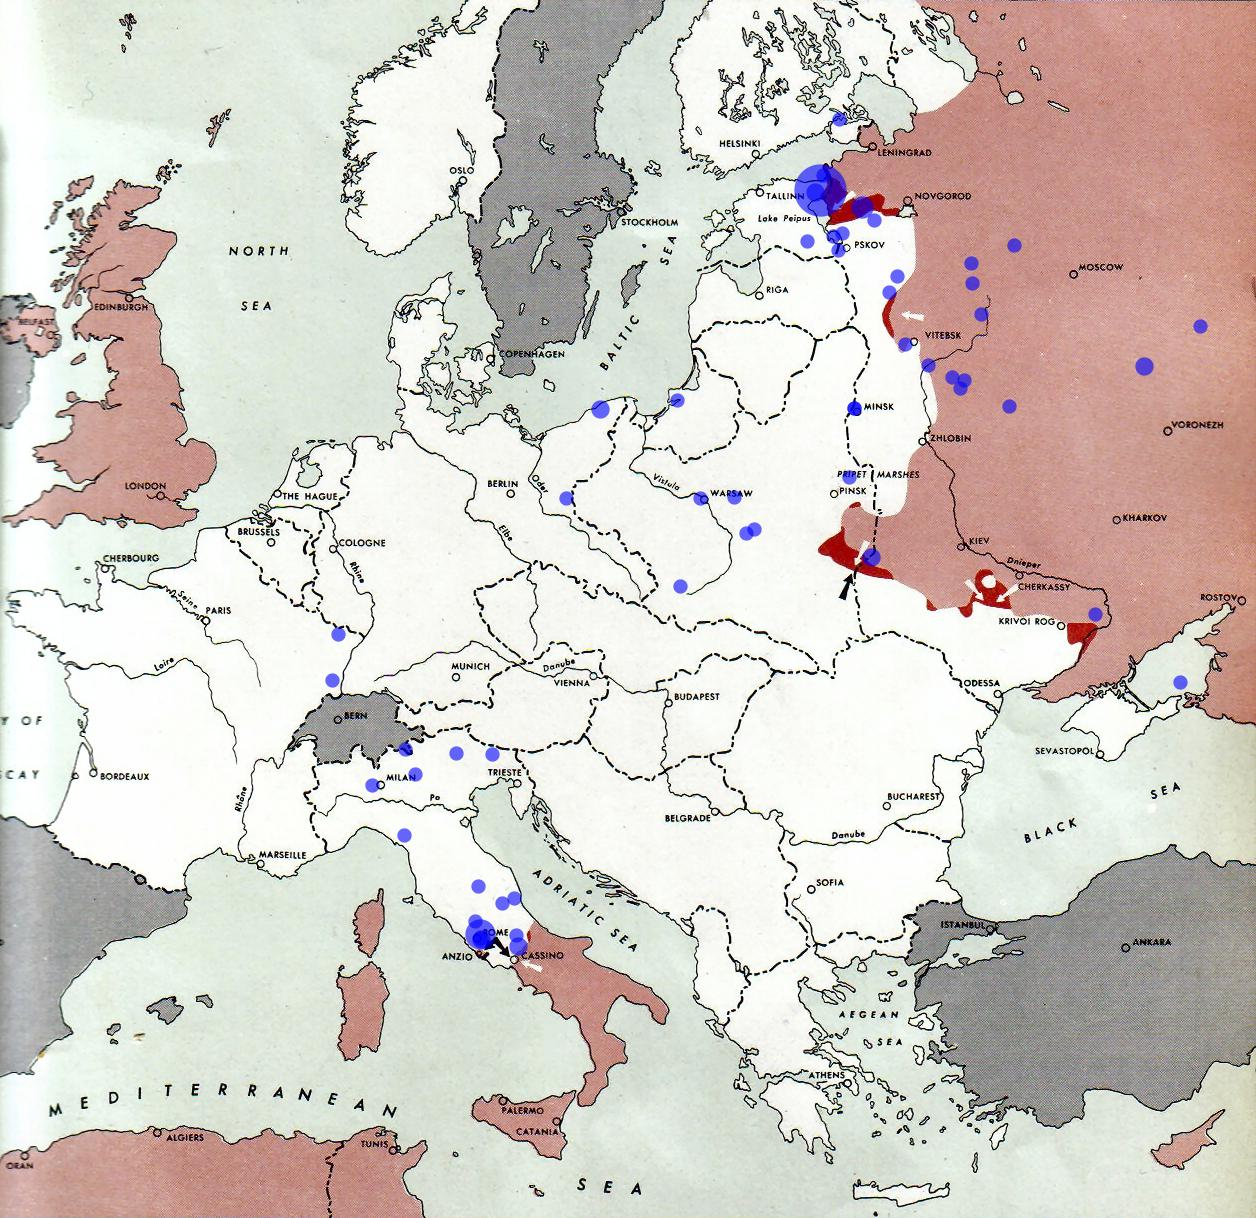 HELSINKI
LENINGRAD
OSLO
TALLINN
NOVGOROD
STOCKHOLM
Lake Peipus
PSKOV
NORTH
SEA
BALTIC
SEA
MOSCOW
RIGA
EDINBURGH
BELFAST
VITEBSK
COPENHAGEN
MINSK
VORONEZH
ZHLOBIN
PRIPET MARSHES
LONDON
BERLIN
Oder
Vistula
WARSAW
PINSK
THE HAGUE
KHARKOV
BRUSSELS
Elbe
COLOGNE
KIEV
CHERBOURG
Rhine
Dnieper
CHERKASSY
Seine
PARIS
ROSTOV
KRIVOI ROG
Loire
MUNICH
Danube
VIENNA
ODESSA
BUDAPEST
BERN
Y OF
SCAY
SEVASTOPOL
BORDEAUX
MILAN
TRIESTE
Rhône
Po
BUCHAREST
BLACK
SEA
BELGRADE
Danube
MARSEILLE
SOFIA
ADRIATIC SEA
ISTANBUL
ROME
ANKARA
ANZIO
CASSINO
AEGEAN
SEA
ATHENS
MEDITERRANEAN
SEA
PALERMO
CATANIA
ALGIERS
TUNIS
ORAN